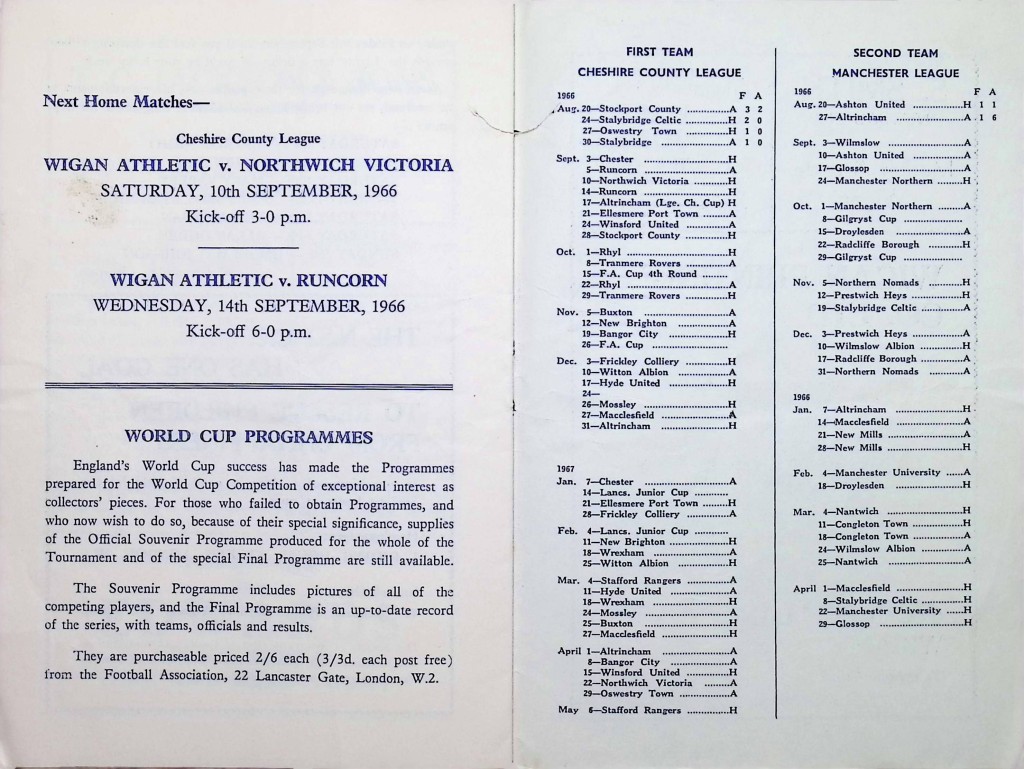 Next Home Matches—
Cheshire County League
WIGAN ATHLETIC v. NORTHWICH VICTORIA
SATURDAY, 10th SEPTEMBER, 1966
Kick-off 3-0 p.m.
WIGAN ATHLETIC v. RUNCORN
WEDNESDAY, 14th SEPTEMBER, 1966
Kick-off 6-0 p.m.
WORLD CUP PROGRAMMES
England's World Cup success has made the Programmes
prepared for the World Cup Competition of exceptional interest as
collectors' pieces. For those who failed to obtain Programmes, and
who now wish to do so, because of their special significance, supplies
of the Official Souvenir Programme produced for the whole of the
Tournament and of the special Final Programme are still available.
The Souvenir Programme includes pictures of all of the
competing players, and the Final Programme is an up-to-date record
of the series, with teams, officials and results.
They are purchaseable priced 2/6 each (3/3d. each post free)
from the Football Association, 22 Lancaster Gate, London, W.2.
FIRST TEAM
CHESHIRE COUNTY LEAGUE
1966 F A
Aug. 20—Stockport County ..............A 3 2
24—Stalybridge Celtic ..............H 2 0
27—Oswestry Town ..............H 1 0
30—Stalybridge ..............A 1 0
Sept. 3—Chester ..............H
5—Runcorn ..............A
10—Northwich Victoria ..............H
14—Runcorn ..............H
17—Altrincham (Lge. Ch. Cup) H
21—Ellesmere Port Town ........A
24—Winsford United ..............A
28—Stockport County ..............H
Oct. 1—Rhyl ..............H
8—Tranmere Rovers ..............A
15—F.A. Cup 4th Round ........
22—Rhyl ..............A
29—Tranmere Rovers ..............H
Nov. 5—Buxton ..............A
12—New Brighton ..............A
19—Bangor City ..............H
26—F.A. Cup ..............
Dec. 3—Frickley Colliery ..............H
10—Witton Albion ..............A
17—Hyde United ..............H
24—
26—Mossley ..............H
27—Macclesfield ..............A
31—Altrincham ..............H
1967
Jan. 7—Chester ..............A
14—Lancs. Junior Cup ...........
21—Ellesmere Port Town ........H
28—Frickley Colliery ..............A
Feb. 4—Lancs. Junior Cup ...........
11—New Brighton ..............H
18—Wrexham ..............A
25—Witton Albion ..............H
Mar. 4—Stafford Rangers ..............A
11—Hyde United ..............A
18—Wrexham ..............H
24—Mossley ..............A
25—Buxton ..............H
27—Macclesfield ..............H
April 1—Altrincham ..............A
8—Bangor City ..............A
15—Winsford United ..............H
22—Northwich Victoria ........A
29—Oswestry Town ..............A
May 6—Stafford Rangers ..............H
SECOND TEAM
MANCHESTER LEAGUE
1966 F A
Aug. 20—Ashton United ..............H 1 1
27—Altrincham ..............A 1 6
Sept. 3—Wilmslow ..............A
10—Ashton United ..............A
17—Glossop ..............A
24—Manchester Northern ........H
Oct. 1—Manchester Northern ........A
8—Gilgryst Cup ..............
15—Droylesden ..............A
22—Radcliffe Borough ...........H
29—Gilgryst Cup ..............
Nov. 5—Northern Nomads ...........H
12—Prestwich Heys ..............H
19—Stalybridge Celtic ...........A
Dec. 3—Prestwich Heys ..............A
10—Wilmslow Albion ..............H
17—Radcliffe Borough ...........A
31—Northern Nomads ...........A
1966
Jan. 7—Altrincham ..............H
14—Macclesfield ..............A
21—New Mills ..............A
28—New Mills ..............H
Feb. 4—Manchester University ......A
18—Droylesden ..............H
Mar. 4—Nantwich ..............H
11—Congleton Town ..............H
18—Congleton Town ..............A
24—Wilmslow Albion ..............A
25—Nantwich ..............H
April 1—Macclesfield ..............H
8—Stalybridge Celtic ...........H
22—Manchester University ......H
29—Glossop ..............H